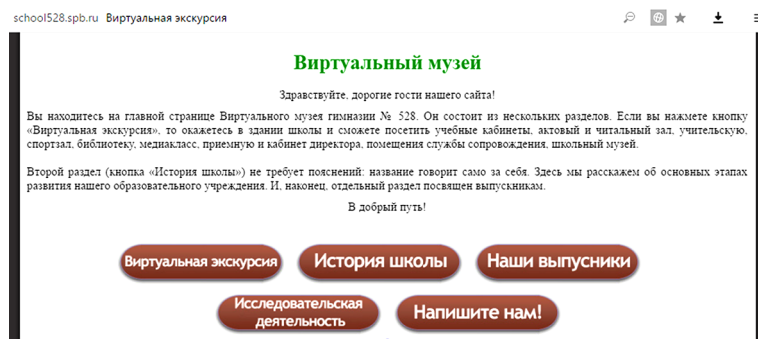 school528.spb.ru Виртуальная экскурсия
Виртуальный музей
Здравствуйте, дорогие гости нашего сайта!
Вы находитесь на главной странице Виртуального музея гимназии № 528. Он состоит из нескольких разделов. Если вы нажмете кнопку
«Виртуальная экскурсия», то окажетесь в здании школы и сможете посетить учебные кабинеты, актовый и читальный зал, учительскую,
спортзал, библиотеку, медиакласс, приемную и кабинет директора, помещения службы сопровождения, школьный музей.
Второй раздел (кнопка «История школы») не требует пояснений: название говорит само за себя. Здесь мы расскажем об основных этапах
развития нашего образовательного учреждения. И, наконец, отдельный раздел посвящен выпускникам.
В добрый путь!
Виртуальная экскурсия
История школы
Наши выпусники
Исследовательская
деятельность
Напишите нам!